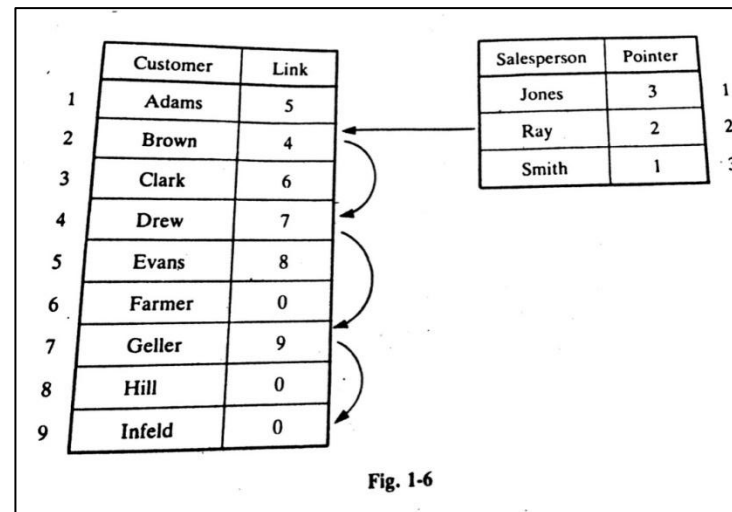 Customer Link
1 Adams 5
2 Brown 4
3 Clark 6
4 Drew 7
5 Evans 8
6 Farmer 0
7 Geller 9
8 Hill 0
9 Infeld 0
Salesperson Pointer
Jones 3 1
Ray 2 2
Smith 1 3
Fig. 1-6